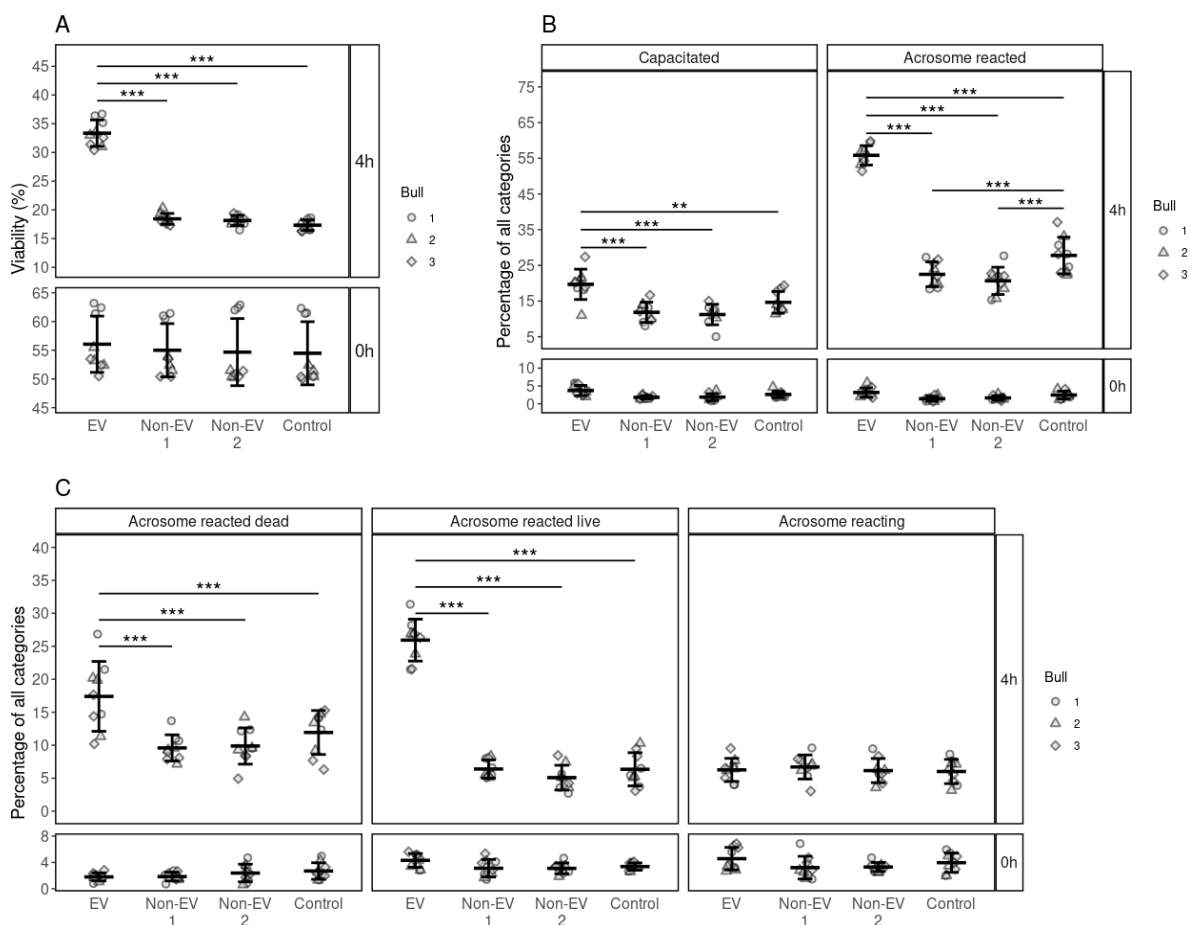 A
Viability (%)
45
40
35
30
25
20
15
10
***
***
***
4h
65
60
55
50
45
0h
EV
Non-EV
1
Non-EV
2
Control
Bull
1
2
3
B
Capacitated
Acrosome reacted
Percentage of all categories
75
65
55
45
35
25
15
5
**
***
***
***
***
***
***
***
4h
10
5
0
0h
EV
Non-EV
1
Non-EV
2
Control
EV
Non-EV
1
Non-EV
2
Control
Bull
1
2
3
C
Acrosome reacted dead
Acrosome reacted live
Acrosome reacting
Percentage of all categories
40
35
30
25
20
15
10
5
0
***
***
***
***
***
***
4h
8
4
0
0h
EV
Non-EV
1
Non-EV
2
Control
EV
Non-EV
1
Non-EV
2
Control
EV
Non-EV
1
Non-EV
2
Control
Bull
1
2
3